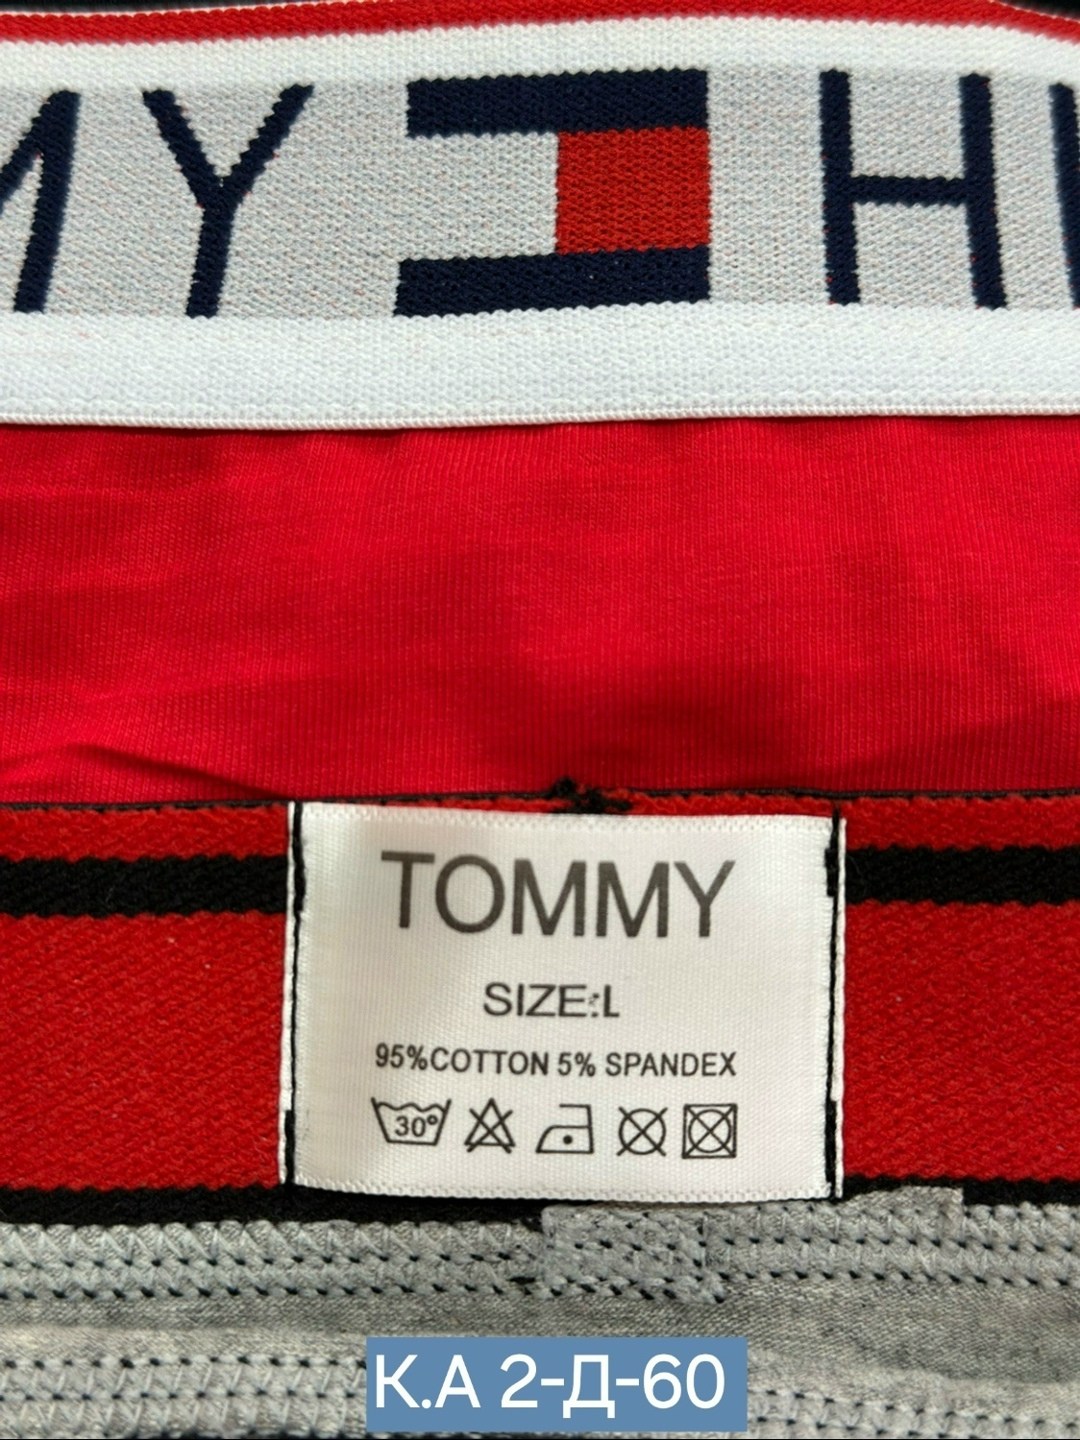 MY H
TOMMY
SIZE:L
95%COTTON 5% SPANDEX
30°
К.А 2-Д-60